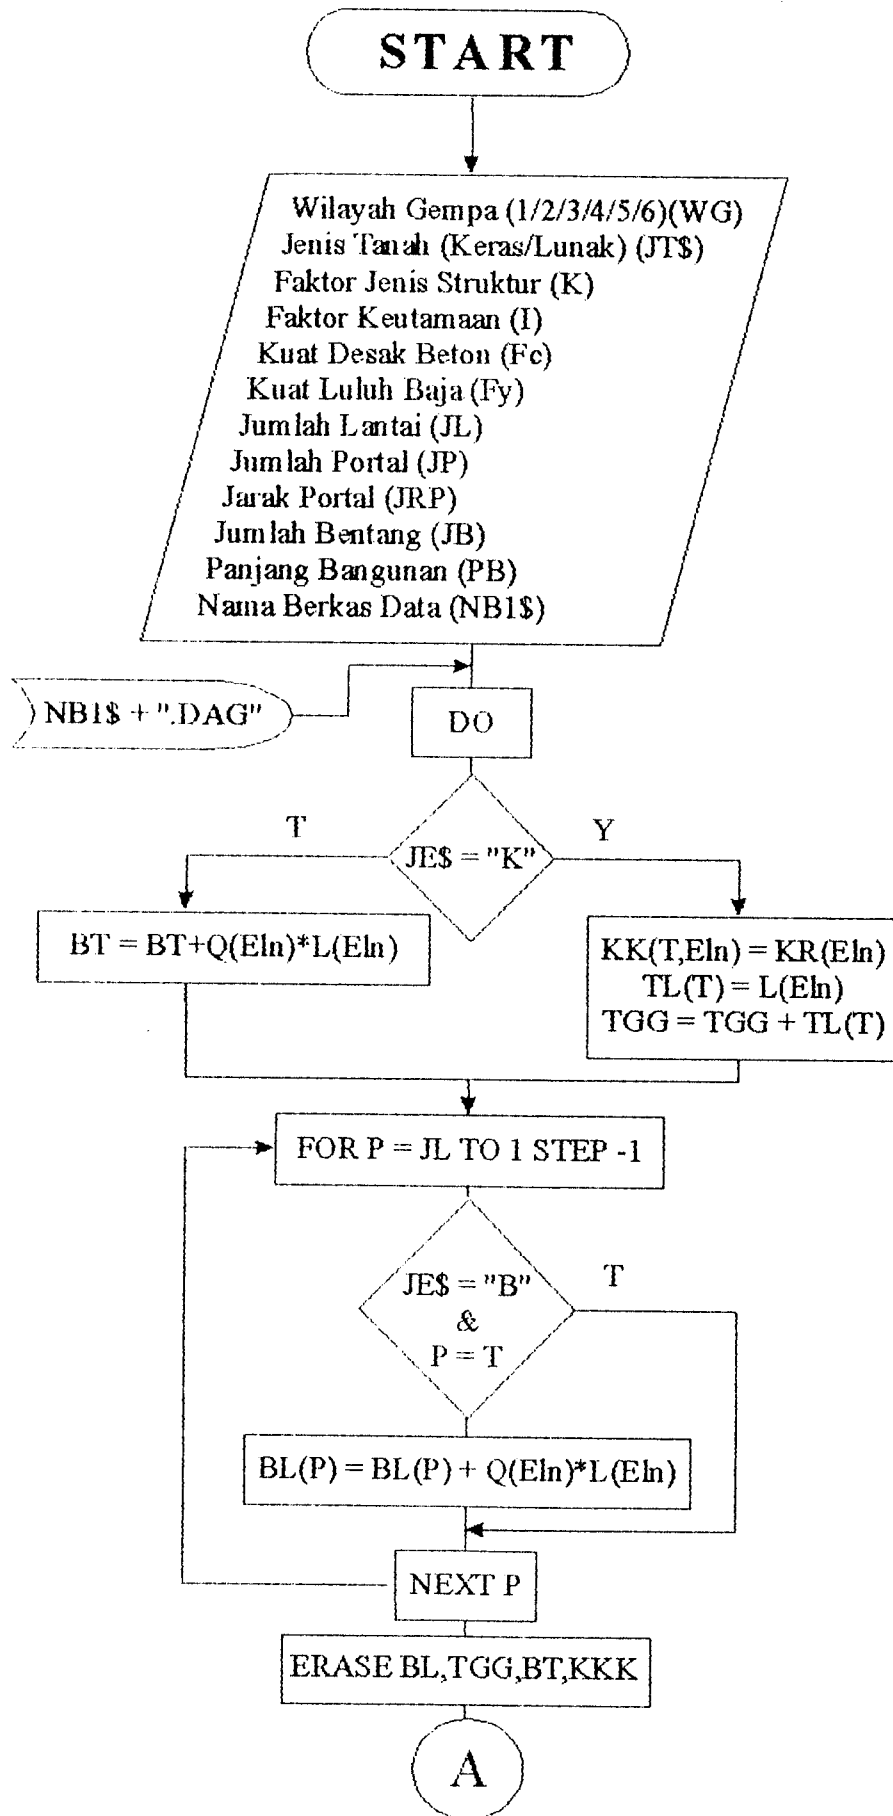 START
Wilayah Gempa (1/2/3/4/5/6)(WG)
Jenis Tanah (Keras/Lunak) (JT$)
Faktor Jenis Struktur (K)
Faktor Keutamaan (I)
Kuat Desak Beton (Fc)
Kuat Luluh Baja (Fy)
Jumlah Lantai (JL)
Jumlah Portal (JP)
Jarak Portal (JRP)
Jumlah Bentang (JB)
Panjang Bangunan (PB)
Nama Berkas Data (NB1$)
NB1$ + ".DAG"
DO
T
JE$ = "K"
Y
BT = BT+Q(Eln)*L(Eln)
KK(T,Eln) = KR(Eln)
TL(T) = L(Eln)
TGG = TGG + TL(T)
FOR P = JL TO 1 STEP -1
JE$ = "B"
&
P = T
T
BL(P) = BL(P) + Q(Eln)*L(Eln)
NEXT P
ERASE BL,TGG,BT,KKK
A